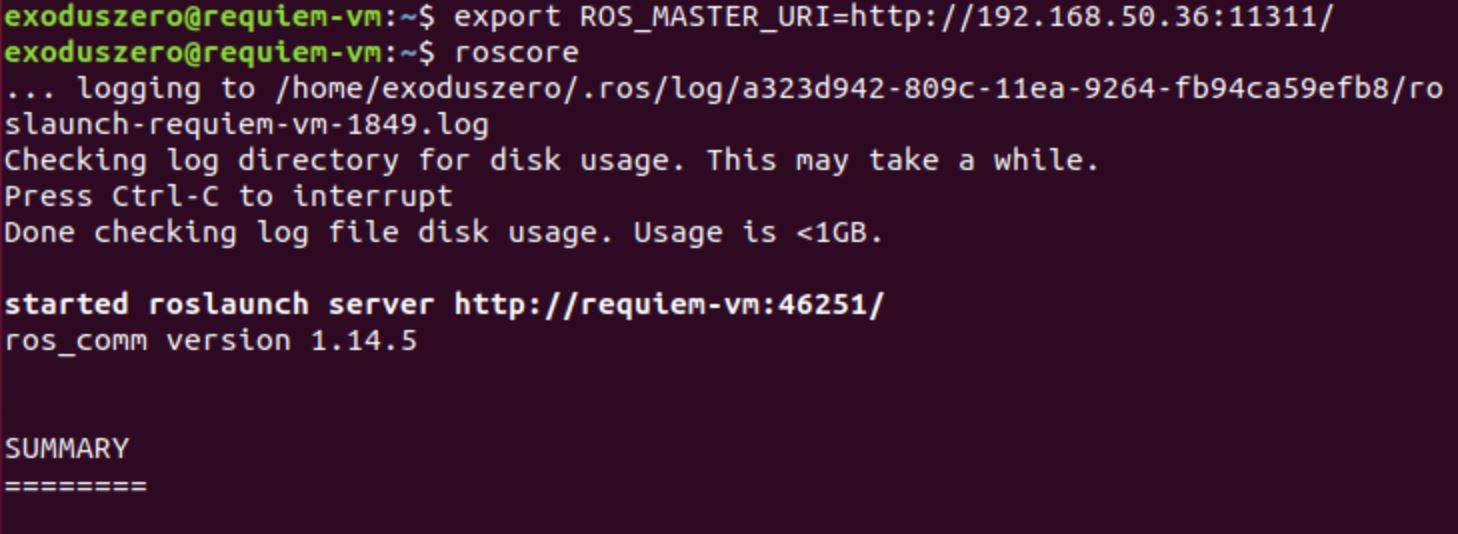 exoduszero@requiem-vm:~$ export ROS_MASTER_URI=http://192.168.50.36:11311/
exoduszero@requiem-vm:~$ roscore
... logging to /home/exoduszero/.ros/log/a323d942-809c-11ea-9264-fb94ca59efb8/ro
slaunch-requiem-vm-1849.log
Checking log directory for disk usage. This may take a while.
Press Ctrl-C to interrupt
Done checking log file disk usage. Usage is <1GB.
started roslaunch server http://requiem-vm:46251/
ros_comm version 1.14.5
SUMMARY
========